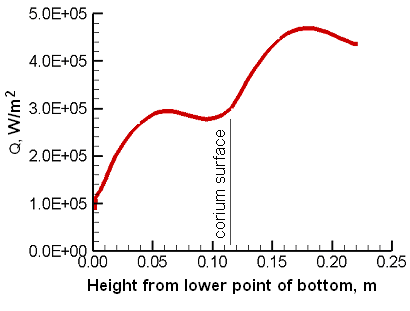 5.0E+05
4.0E+05
3.0E+05
2.0E+05
1.0E+05
0.0E+00
Q, W/m²
corium surface
0.00 0.05 0.10 0.15 0.20 0.25
Height from lower point of bottom, m